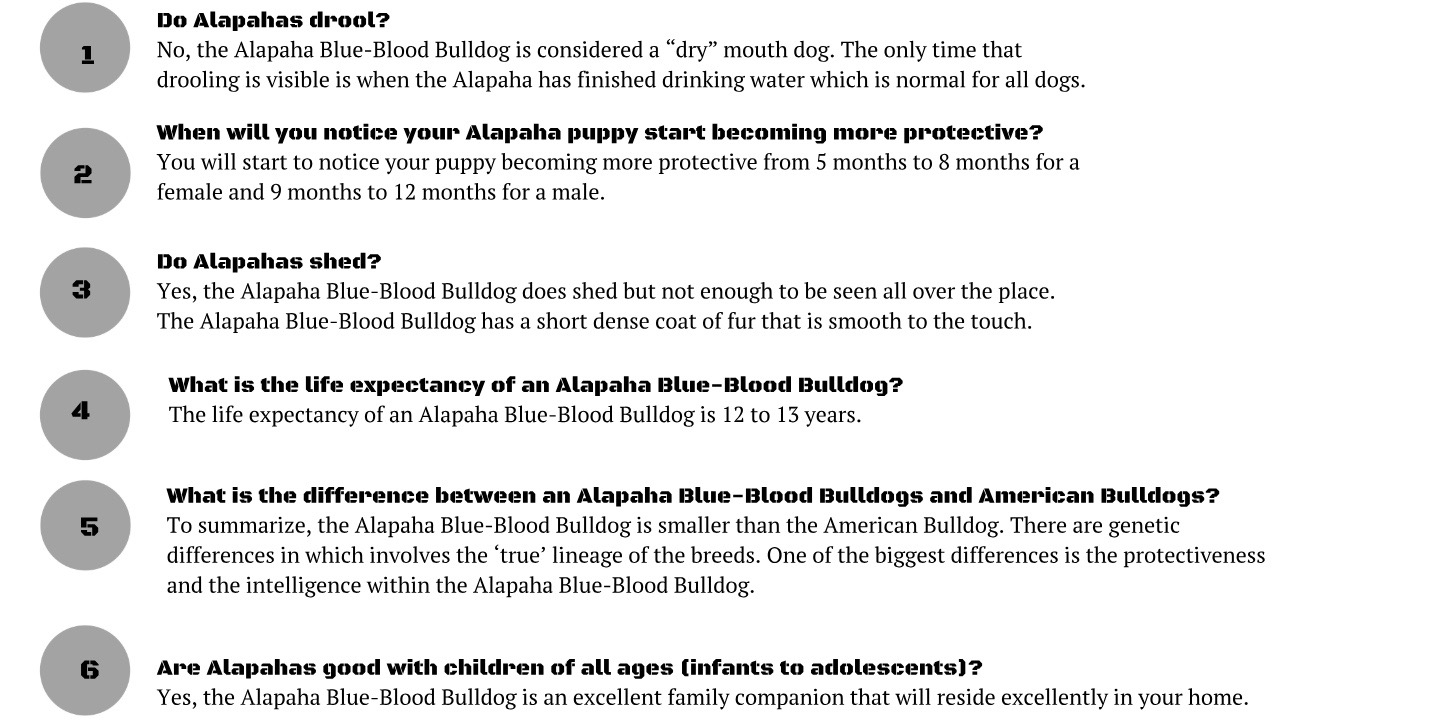 1
Do Alapahas drool?
No, the Alapaha Blue-Blood Bulldog is considered a “dry” mouth dog. The only time that
drooling is visible is when the Alapaha has finished drinking water which is normal for all dogs.
2
When will you notice your Alapaha puppy start becoming more protective?
You will start to notice your puppy becoming more protective from 5 months to 8 months for a
female and 9 months to 12 months for a male.
3
Do Alapahas shed?
Yes, the Alapaha Blue-Blood Bulldog does shed but not enough to be seen all over the place.
The Alapaha Blue-Blood Bulldog has a short dense coat of fur that is smooth to the touch.
4
What is the life expectancy of an Alapaha Blue-Blood Bulldog?
The life expectancy of an Alapaha Blue-Blood Bulldog is 12 to 13 years.
5
What is the difference between an Alapaha Blue-Blood Bulldogs and American Bulldogs?
To summarize, the Alapaha Blue-Blood Bulldog is smaller than the American Bulldog. There are genetic
differences in which involves the ‘true’ lineage of the breeds. One of the biggest differences is the protectiveness
and the intelligence within the Alapaha Blue-Blood Bulldog.
6
Are Alapahas good with children of all ages (infants to adolescents)?
Yes, the Alapaha Blue-Blood Bulldog is an excellent family companion that will reside excellently in your home.